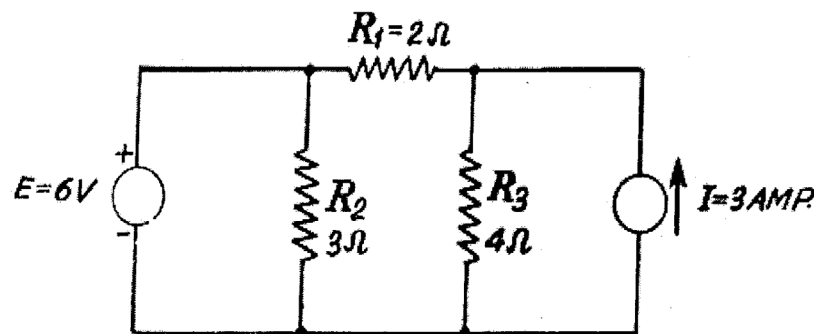 R1=2Ω
+
E=6V
-
R2
3Ω
R3
4Ω
I=3AMP.